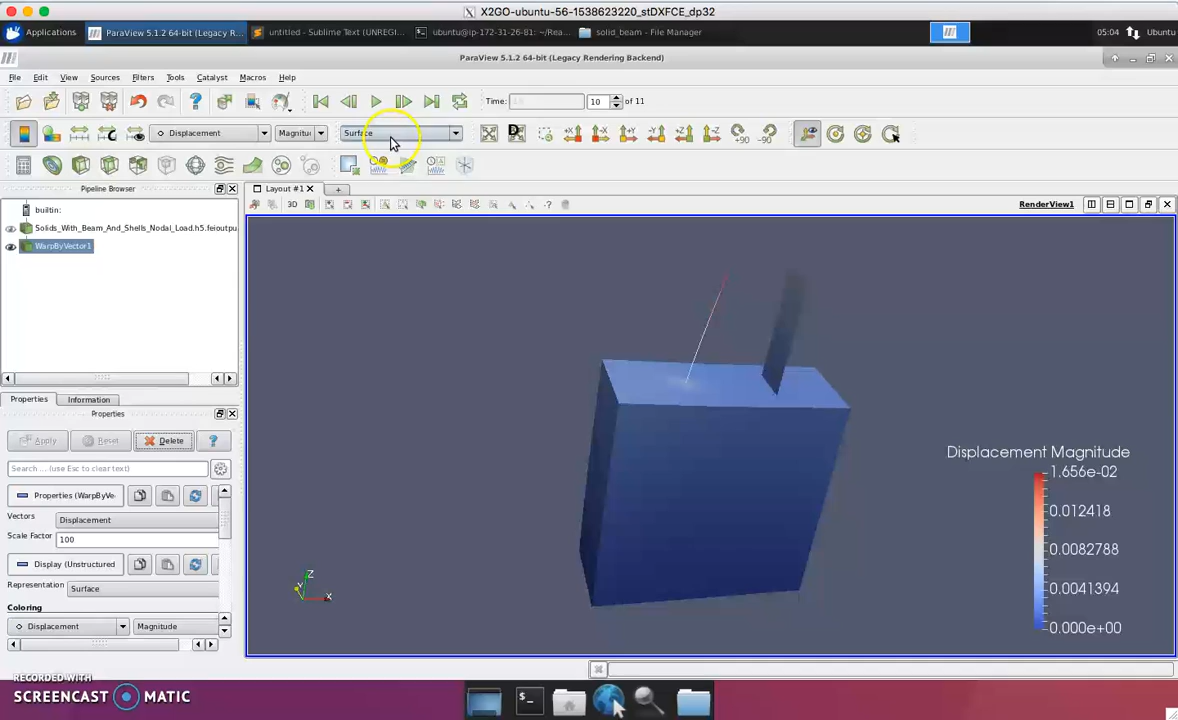 X2GO-ubuntu-56-1538623220_stDXFCE_dp32
Applications
ParaView 5.1.2 64-bit (Legacy R...
untitled - Sublime Text (UNREGI...
ubuntu@ip-172-31-26-81: ~/Rea...
solid_beam - File Manager
05:04
Ubuntu
ParaView 5.1.2 64-bit (Legacy Rendering Backend)
File Edit View Sources Filters Tools Catalyst Macros Help
Time: 10 of 11
Displacement
Magnitu
Surface
+90 -90
Pipeline Browser
Layout #1
builtin:
3D
RenderView1
Solids_With_Beam_And_Shells_Nodal_Load.h5.feioutpu
WarpByVector1
Properties Information
Properties
Apply Reset Delete ?
Search ... (use Esc to clear text)
Properties (WarpByVe
Vectors Displacement
Scale Factor 100
Display (Unstructured
Representation Surface
Coloring
Displacement Magnitude
Z
Y
X
Displacement Magnitude
1.656e-02
0.012418
0.0082788
0.0041394
0.000e+00
RECORDED WITH
SCREENCAST MATIC